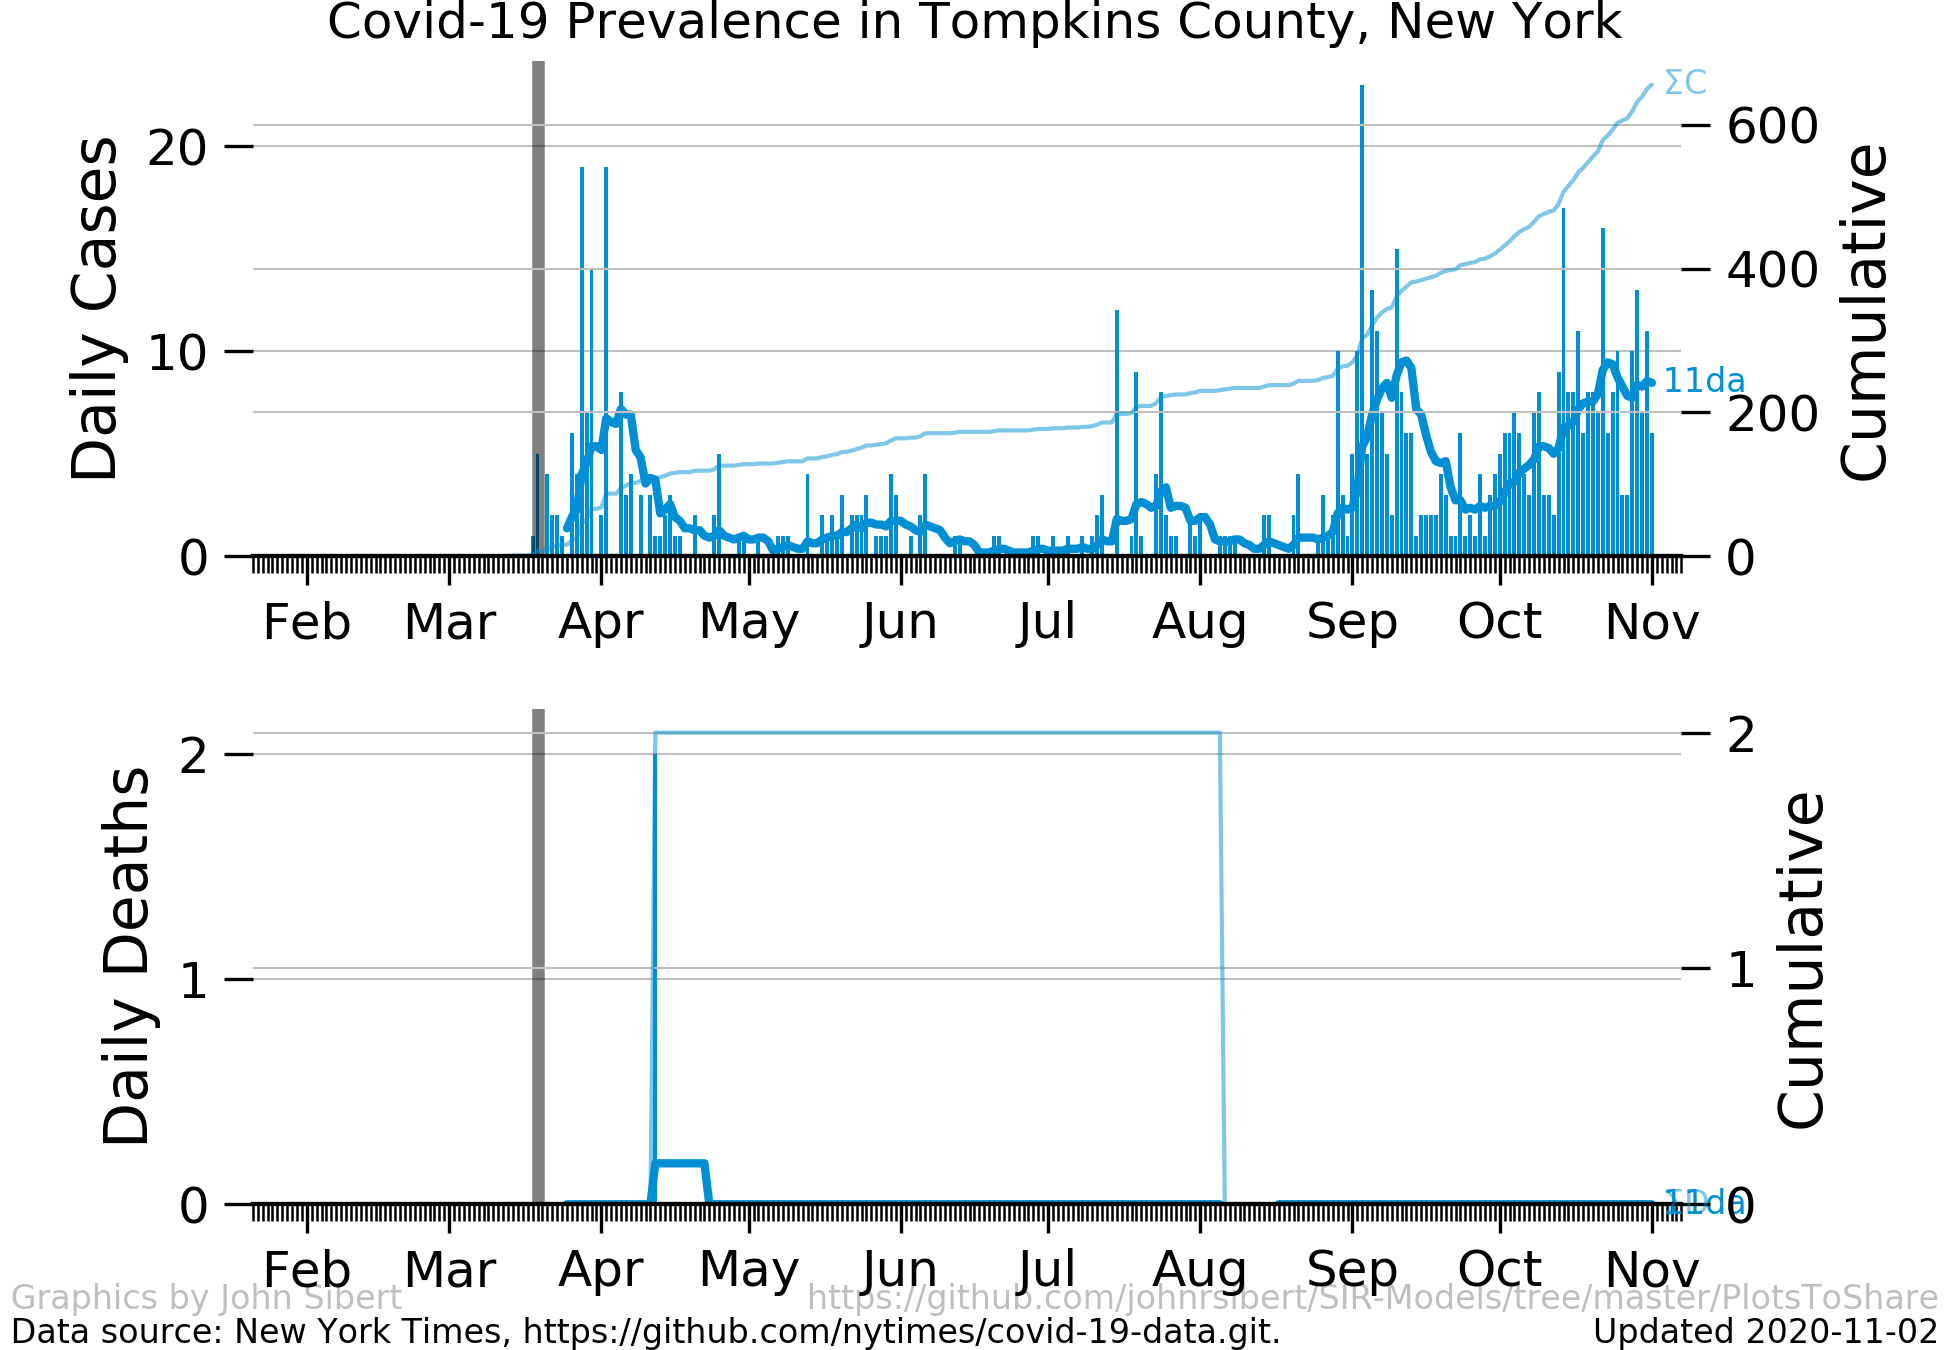 Covid-19 Prevalence in Tompkins County, New York
Daily Cases
20
10
0
ΣC
11da
600
400
200
0
Cumulative
Feb Mar Apr May Jun Jul Aug Sep Oct Nov
Daily Deaths
2
1
0
ΣD
11da
2
1
0
Cumulative
Feb Mar Apr May Jun Jul Aug Sep Oct Nov
Graphics by John Sibert https://github.com/johnrsibert/SIR-Models/tree/master/PlotsToShare
Data source: New York Times, https://github.com/nytimes/covid-19-data.git. Updated 2020-11-02